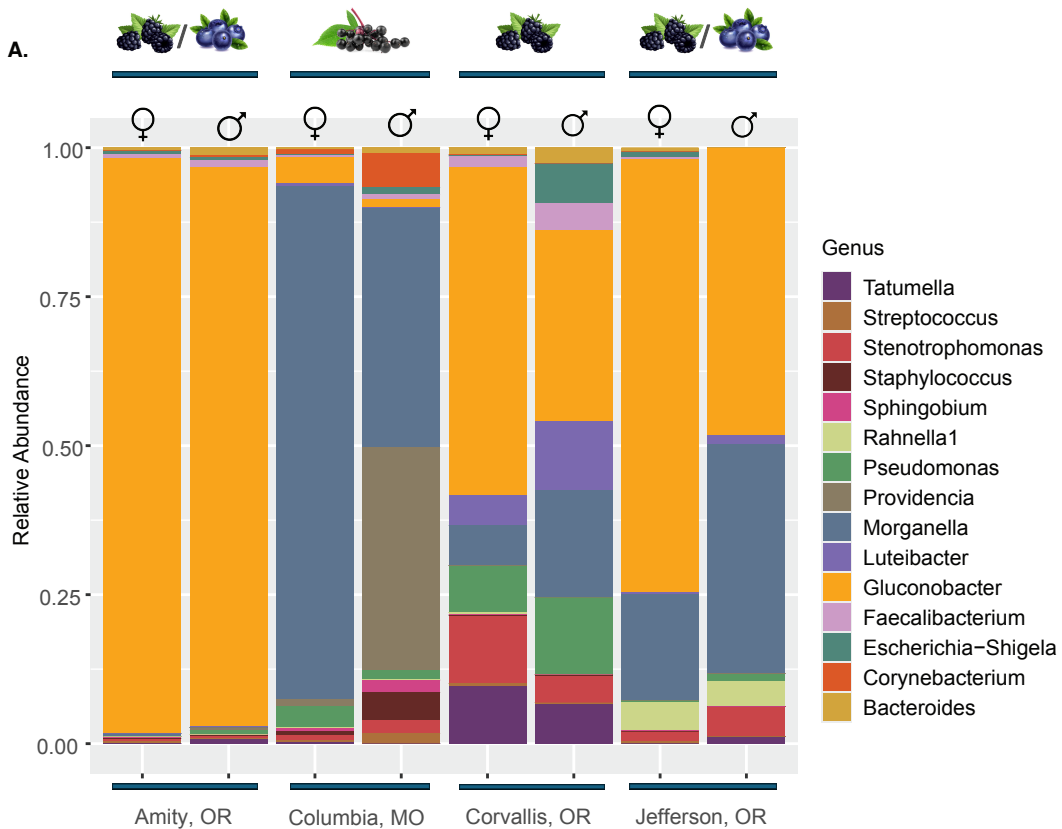 A.
/
/
♀ ♂ ♀ ♂ ♀ ♂ ♀ ♂
1.00
0.75
0.50
0.25
0.00
Relative Abundance
Amity, OR
Columbia, MO
Corvallis, OR
Jefferson, OR
Genus
Tatumella
Streptococcus
Stenotrophomonas
Staphylococcus
Sphingobium
Rahnella1
Pseudomonas
Providencia
Morganella
Luteibacter
Gluconobacter
Faecalibacterium
Escherichia−Shigela
Corynebacterium
Bacteroides